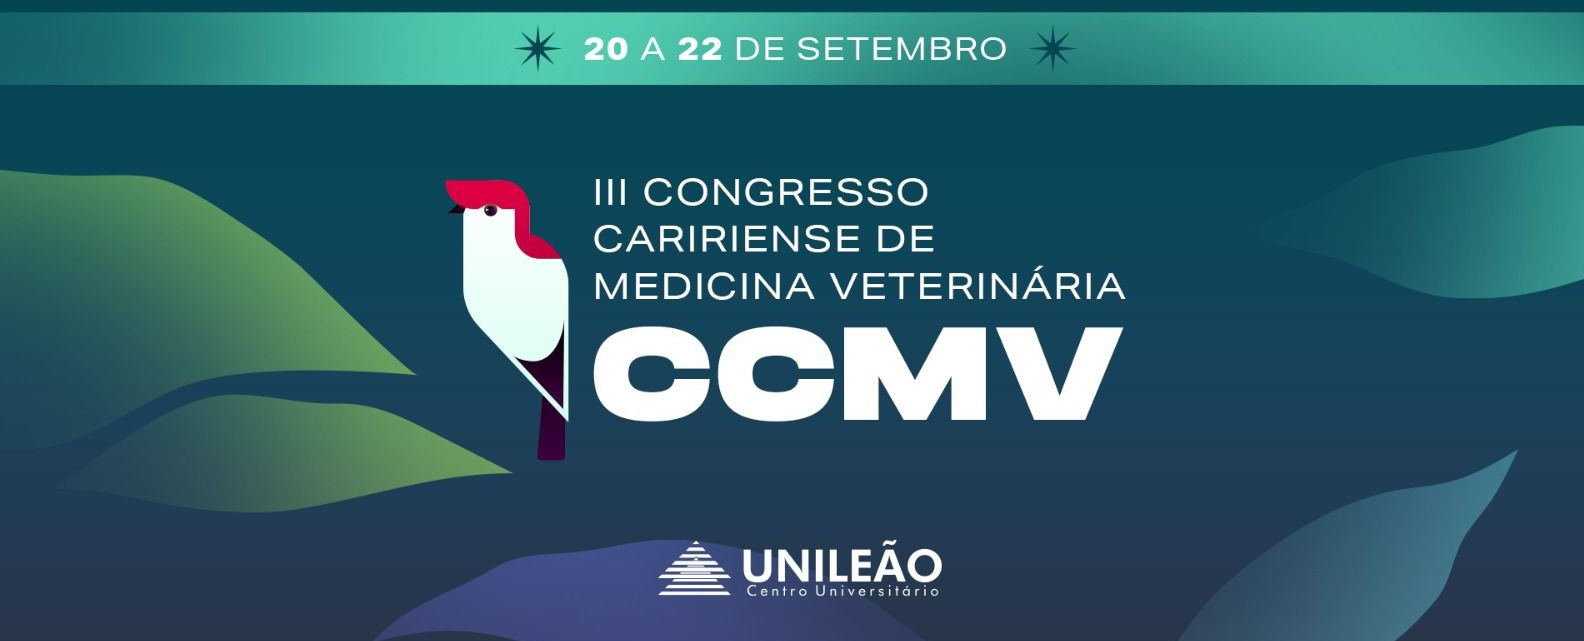 20 A 22 DE SETEMBRO
III CONGRESSO
CARIRIENSE DE
MEDICINA VETERINÁRIA
CCMV
UNILEÃO
Centro Universitário